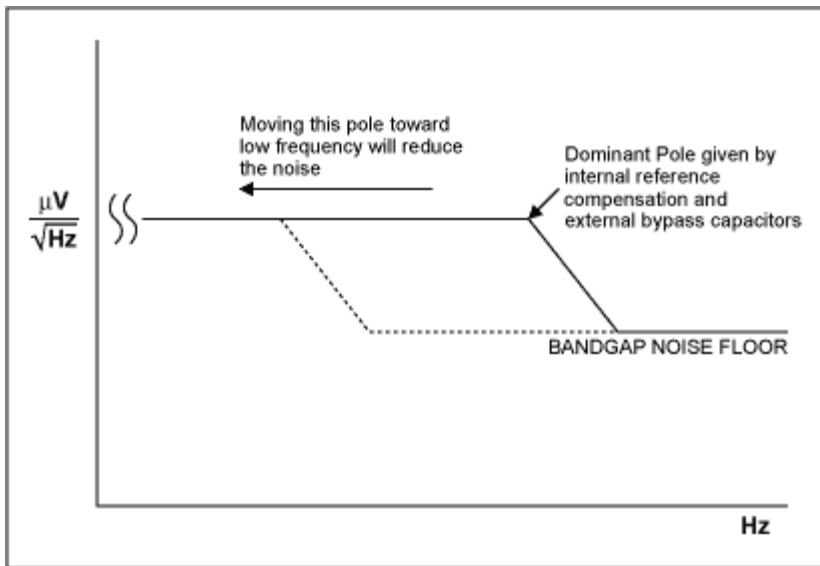 Moving this pole toward
low frequency will reduce
the noise
Dominant Pole given by
internal reference
compensation and
external bypass capacitors
μV
√Hz
BANDGAP NOISE FLOOR
Hz